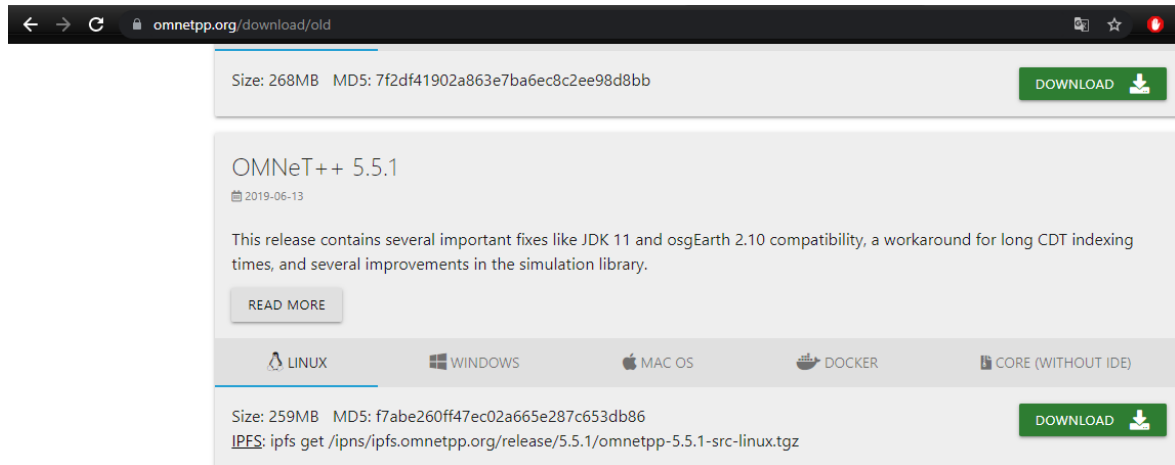 omnetpp.org/download/old
Size: 268MB MD5: 7f2df41902a863e7ba6ec8c2ee98d8bb
DOWNLOAD
OMNeT++ 5.5.1
2019-06-13
This release contains several important fixes like JDK 11 and osgEarth 2.10 compatibility, a workaround for long CDT indexing
times, and several improvements in the simulation library.
READ MORE
LINUX WINDOWS MAC OS DOCKER CORE (WITHOUT IDE)
Size: 259MB MD5: f7abe260ff47ec02a665e287c653db86
DOWNLOAD
IPFS: ipfs get /ipns/ipfs.omnetpp.org/release/5.5.1/omnetpp-5.5.1-src-linux.tgz